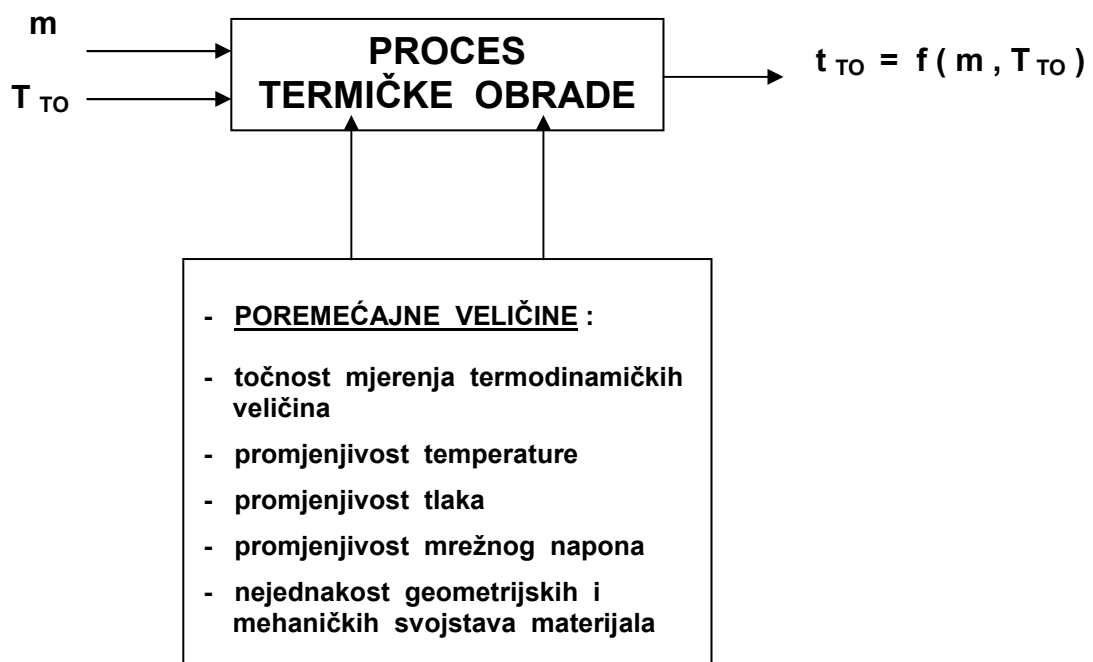 m
T TO
PROCES
TERMIČKE OBRADE
t TO = f ( m , T TO )
- POREMEĆAJNE VELIČINE :
- točnost mjerenja termodinamičkih
veličina
- promjenjivost temperature
- promjenjivost tlaka
- promjenjivost mrežnog napona
- nejednakost geometrijskih i
mehaničkih svojstava materijala